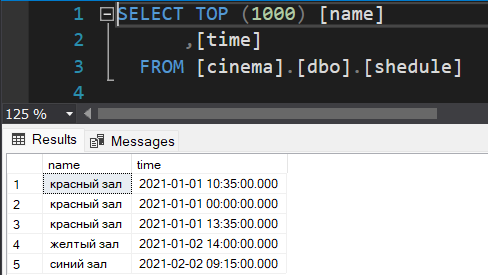 1 SELECT TOP (1000) [name]
2 ,[time]
3 FROM [cinema].[dbo].[shedule]
4
125 %
Results Messages
name time
1 красный зал 2021-01-01 10:35:00.000
2 красный зал 2021-01-01 00:00:00.000
3 красный зал 2021-01-01 13:35:00.000
4 желтый зал 2021-01-02 14:00:00.000
5 синий зал 2021-02-02 09:15:00.000